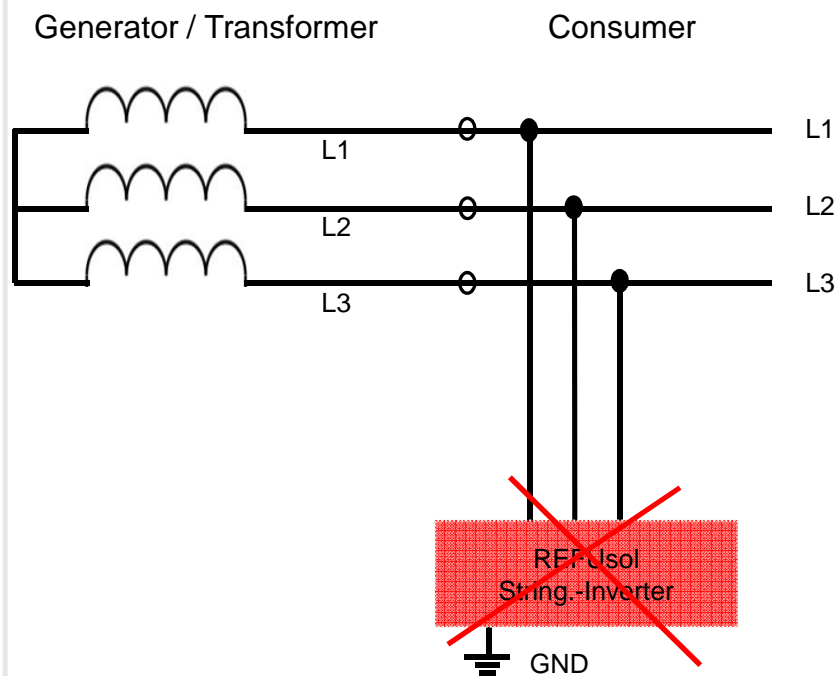 Generator / Transformer
Consumer
L1
L1
L2
L2
L3
L3
REFUsol
String.-Inverter
GND